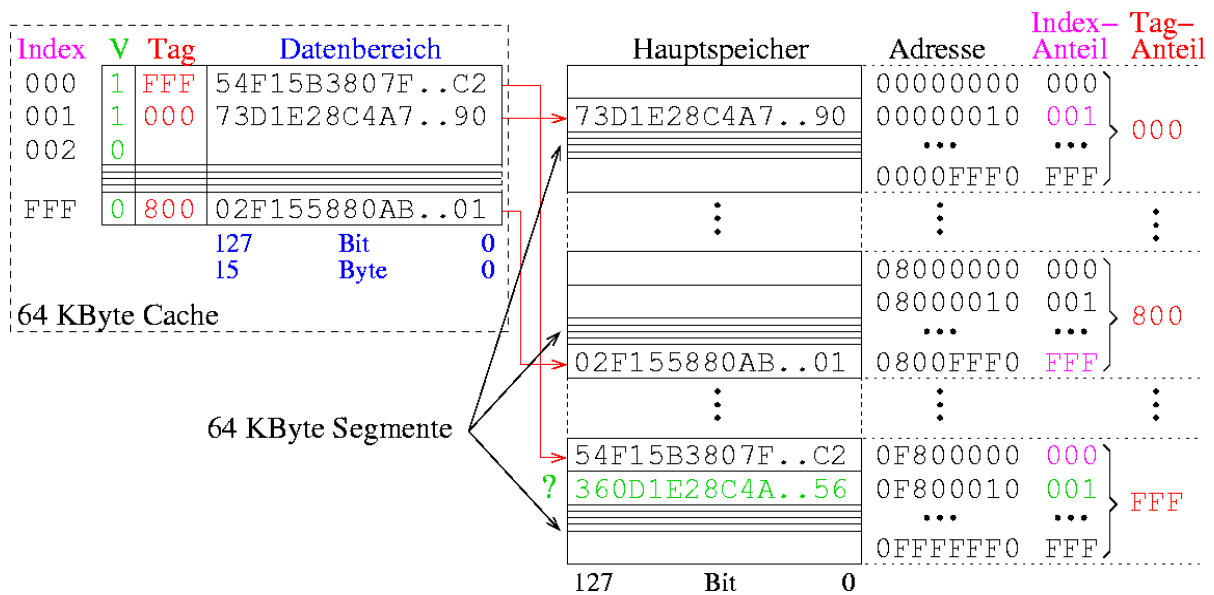 Index V Tag Datenbereich
000 1 FFF 54F15B3807F..C2
001 1 000 73D1E28C4A7..90
002 0
FFF 0 800 02F155880AB..01
127 Bit 0
15 Byte 0
64 KByte Cache
64 KByte Segmente
Hauptspeicher Adresse Index–Anteil Tag–Anteil
00000000 000
73D1E28C4A7..90 00000010 001 000
... ...
0000FFF0 FFF
08000000 000
08000010 001 800
... ...
02F155880AB..01 0800FFF0 FFF
54F15B3807F..C2 0F800000 000
? 360D1E28C4A..56 0F800010 001 FFF
... ...
0FFFFFF0 FFF
127 Bit 0